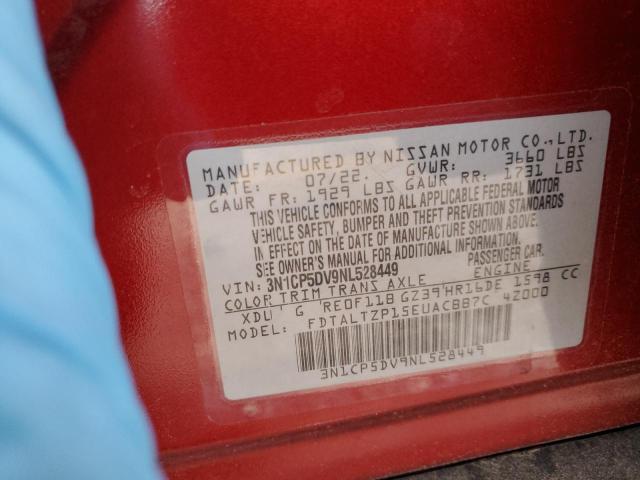 MANUFACTURED BY NISSAN MOTOR CO.,LTD.
DATE: 07/22. GVWR: 3660 LBS
GAWR FR: 1929 LBS GAWR RR: 1731 LBS
THIS VEHICLE CONFORMS TO ALL APPLICABLE FEDERAL MOTOR
VEHICLE SAFETY, BUMPER AND THEFT PREVENTION STANDARDS
IN EFFECT ON THE DATE OF MANUFACTURE SHOWN ABOVE.
SEE OWNER'S MANUAL FOR ADDITIONAL INFORMATION.
VIN: 3N1CP5DV9NL528449 PASSENGER CAR.
COLOR TRIM TRANS AXLE ENGINE
XDU G RE0F11B GZ39 HR16DE 1598 CC
MODEL: FDTALTZP15EUACBB7C 4Z000
3N1CP5DV9NL528449